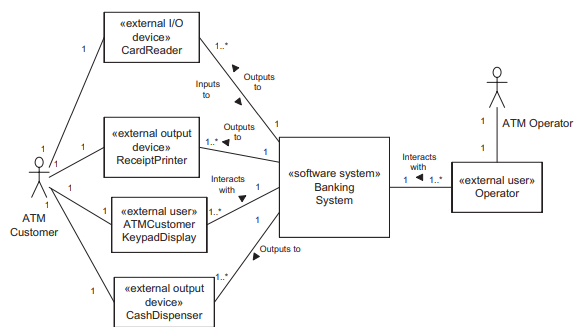 «external I/O
device»
CardReader
1
1..*
Outputs
to
Inputs
to
1
«external output
device»
ReceiptPrinter
1
1..*
Outputs
to
1
1
1
1
1
ATM
Customer
«external user»
ATMCustomer
KeypadDisplay
1
1..*
Interacts
with
1
«external output
device»
CashDispenser
1
1..*
Outputs to
1
«software system»
Banking
System
Interacts
with
1
1..*
«external user»
Operator
1
1
ATM Operator